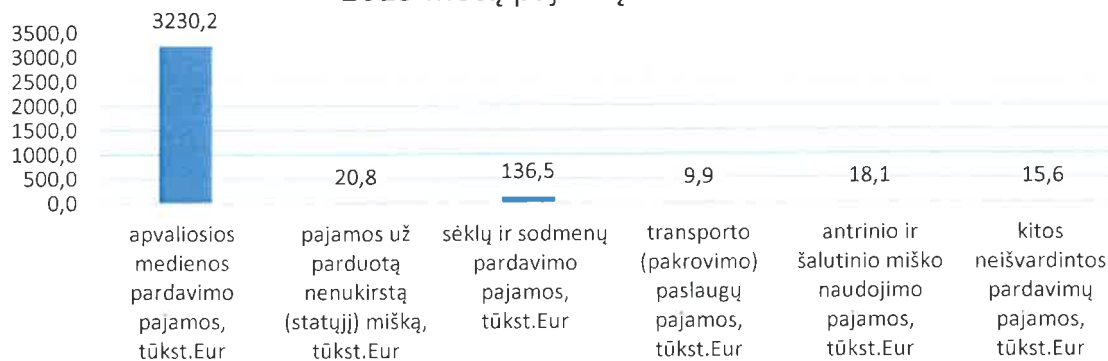 3230,2
3500,0
3000,0
2500,0
2000,0
1500,0
1000,0
500,0
0,0
20,8
136,5
9,9
18,1
15,6
apvaliosios
medienos
pardavimo
pajamos,
tūkst.Eur
pajamos už
parduotą
nenukirstą
(statųjį) mišką,
tūkst.Eur
sėklų ir sodmenų
pardavimo
pajamos,
tūkst.Eur
transporto
(pakrovimo)
paslaugų
pajamos,
tūkst.Eur
antrinio ir
šalutinio miško
naudojimo
pajamos,
tūkst.Eur
kitos
neišvardintos
pardavimų
pajamos,
tūkst.Eur